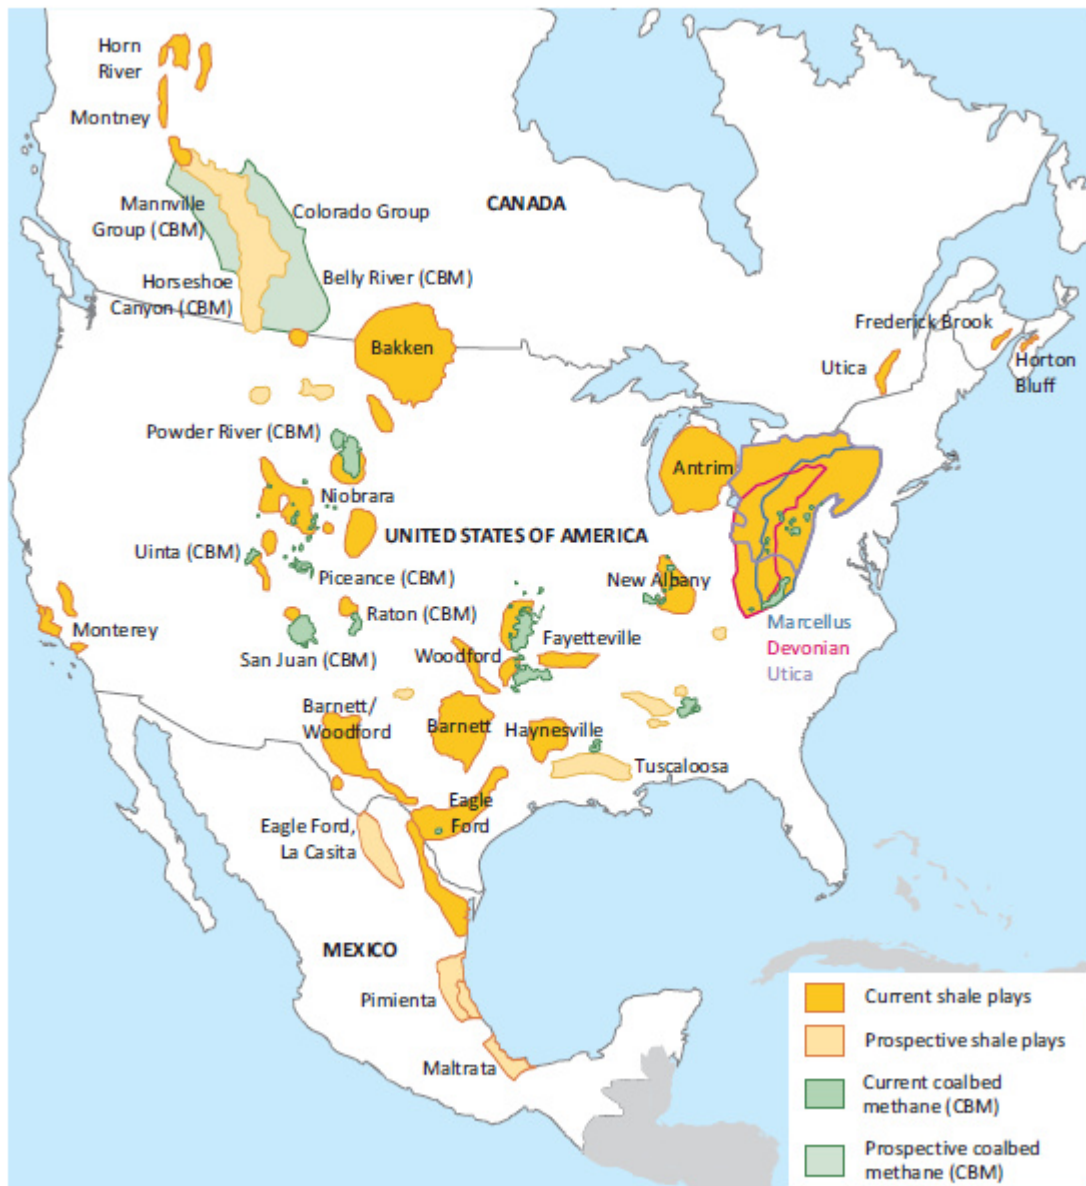 Horn
River
Montney
CANADA
Mannville
Group (CBM)
Colorado Group
Horseshoe
Canyon (CBM)
Belly River (CBM)
Bakken
Frederick Brook
Utica
Horton
Bluff
Powder River (CBM)
Antrim
Niobrara
UNITED STATES OF AMERICA
Uinta (CBM)
Piceance (CBM)
New Albany
Raton (CBM)
Monterey
San Juan (CBM)
Woodford
Fayetteville
Marcellus
Devonian
Utica
Barnett/
Woodford
Barnett
Haynesville
Tuscaloosa
Eagle
Ford
Eagle Ford,
La Casita
MEXICO
Pimienta
Maltrata
Current shale plays
Prospective shale plays
Current coalbed
methane (CBM)
Prospective coalbed
methane (CBM)